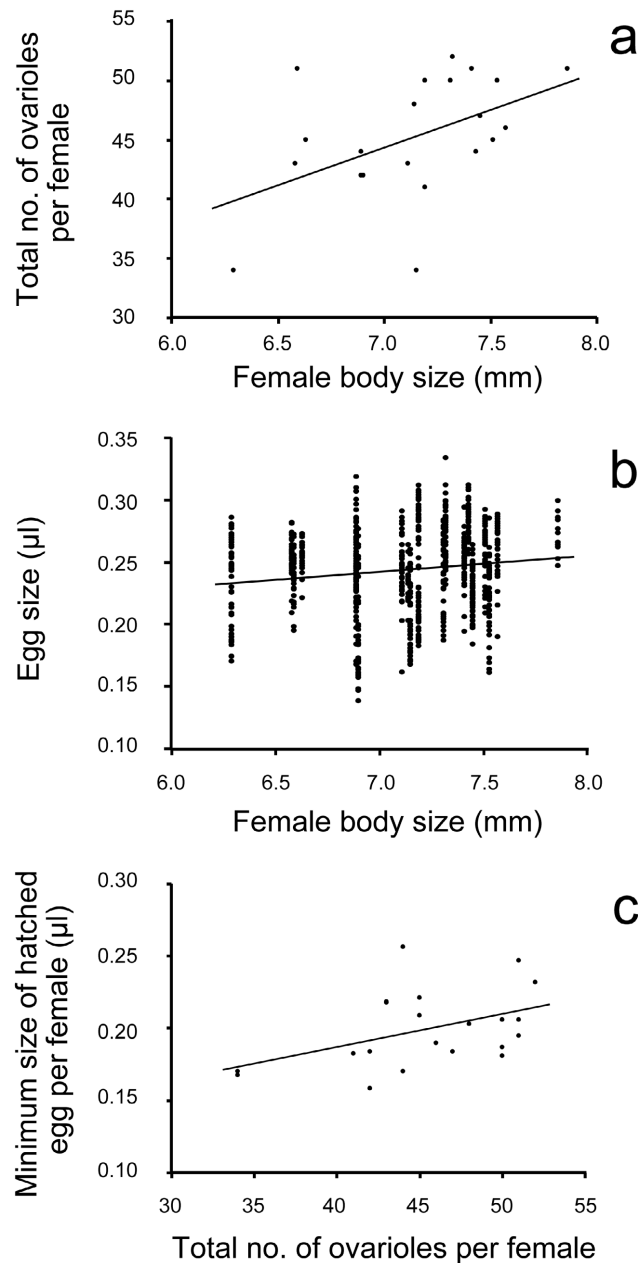 a
Total no. of ovarioles
per female
55
50
45
40
35
30
6.0 6.5 7.0 7.5 8.0
Female body size (mm)
b
Egg size (µl)
0.35
0.30
0.25
0.20
0.15
0.10
6.0 6.5 7.0 7.5 8.0
Female body size (mm)
c
Minimum size of hatched
egg per female (µl)
0.30
0.25
0.20
0.15
0.10
30 35 40 45 50 55
Total no. of ovarioles per female